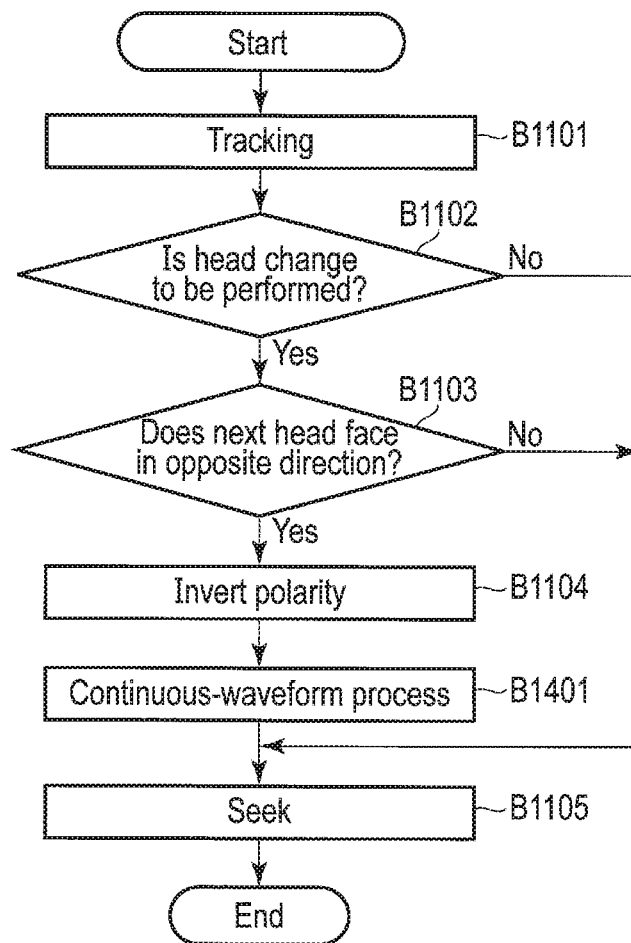 Start
Tracking
B1101
B1102
Is head change
to be performed?
No
Yes
B1103
Does next head face
in opposite direction?
No
Yes
Invert polarity
B1104
Continuous-waveform process
B1401
Seek
B1105
End